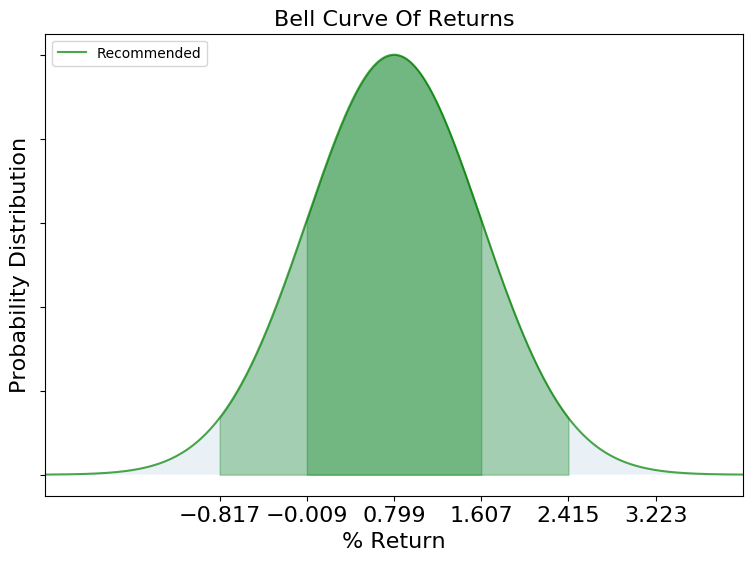 Bell Curve Of Returns
Recommended
Probability Distribution
−0.817 −0.009 0.799 1.607 2.415 3.223
% Return